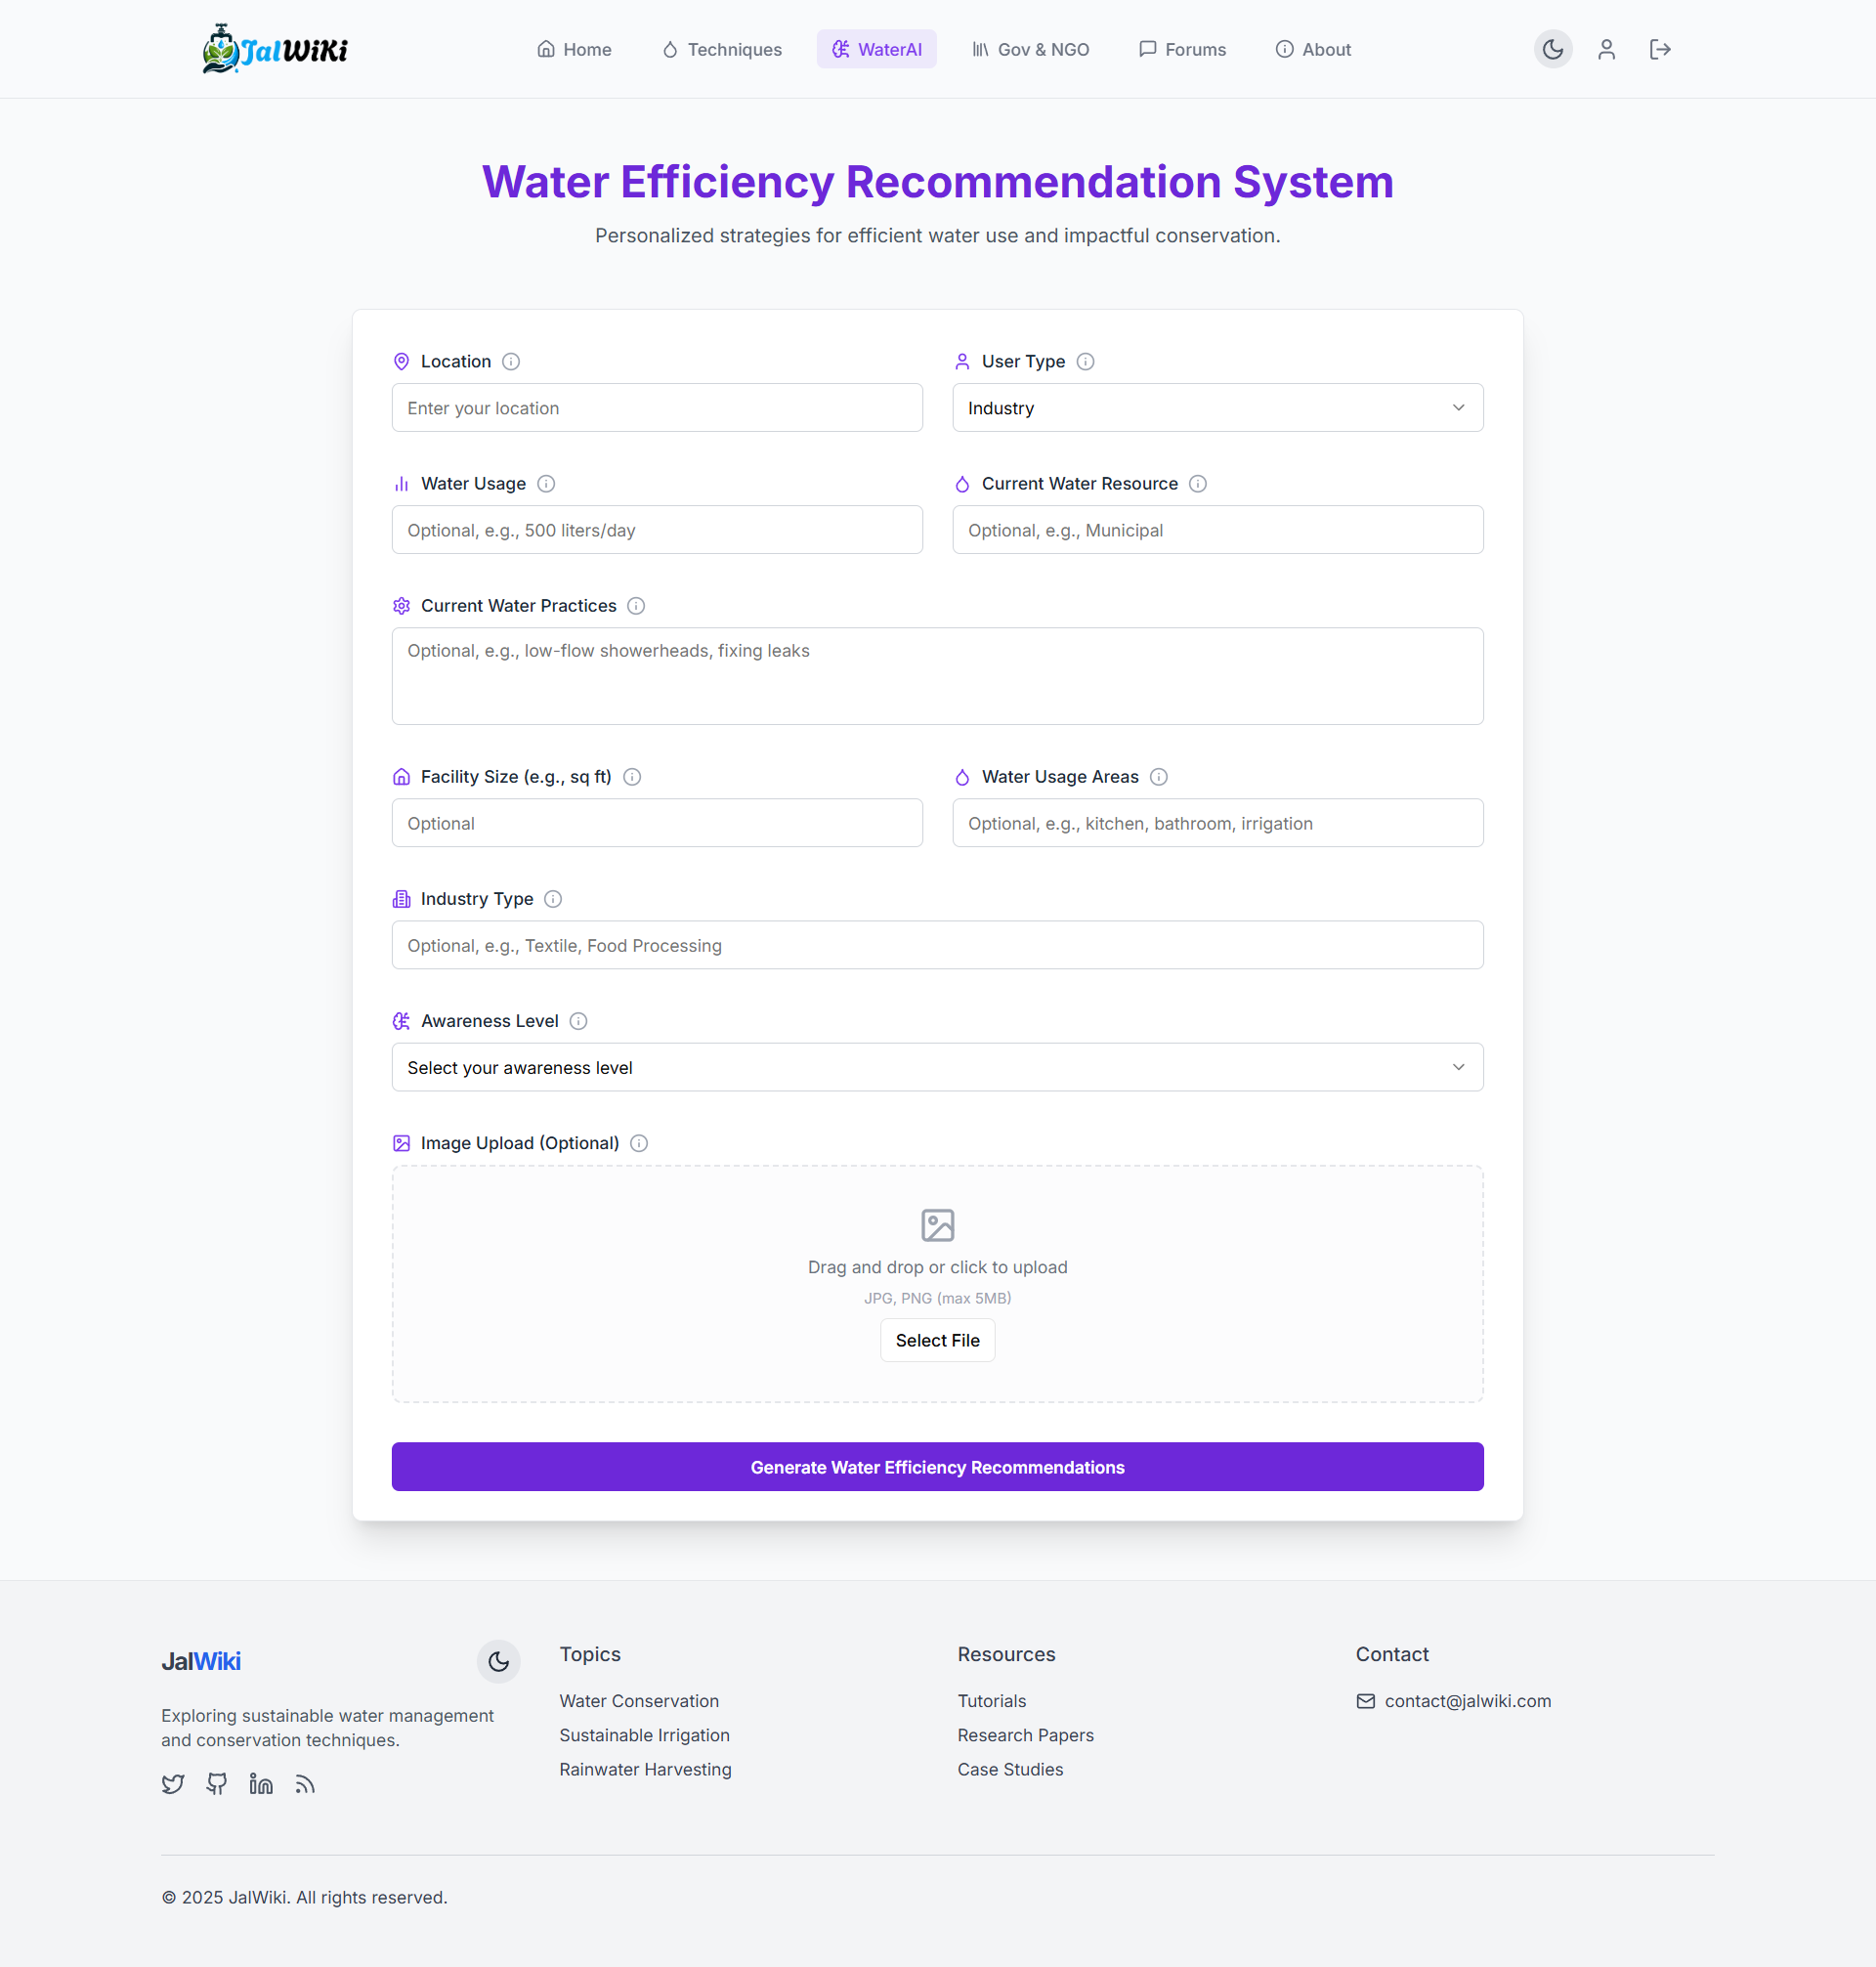 JalWiKi
Home
Techniques
WaterAI
Gov & NGO
Forums
About
Water Efficiency Recommendation System
Personalized strategies for efficient water use and impactful conservation.
Location
User Type
Enter your location
Industry
Water Usage
Current Water Resource
Optional, e.g., 500 liters/day
Optional, e.g., Municipal
Current Water Practices
Optional, e.g., low-flow showerheads, fixing leaks
Facility Size (e.g., sq ft)
Water Usage Areas
Optional
Optional, e.g., kitchen, bathroom, irrigation
Industry Type
Optional, e.g., Textile, Food Processing
Awareness Level
Select your awareness level
Image Upload (Optional)
Drag and drop or click to upload
JPG, PNG (max 5MB)
Select File
Generate Water Efficiency Recommendations
JalWiki
Exploring sustainable water management
and conservation techniques.
Topics
Water Conservation
Sustainable Irrigation
Rainwater Harvesting
Resources
Tutorials
Research Papers
Case Studies
Contact
contact@jalwiki.com
© 2025 JalWiki. All rights reserved.